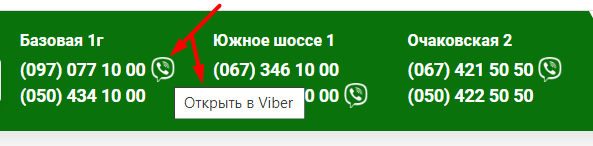 Базовая 1г
(097) 077 10 00
(050) 434 10 00
Южное шоссе 1
(067) 346 10 00
0 00
Очаковская 2
(067) 421 50 50
(050) 422 50 50
Открыть в Viber